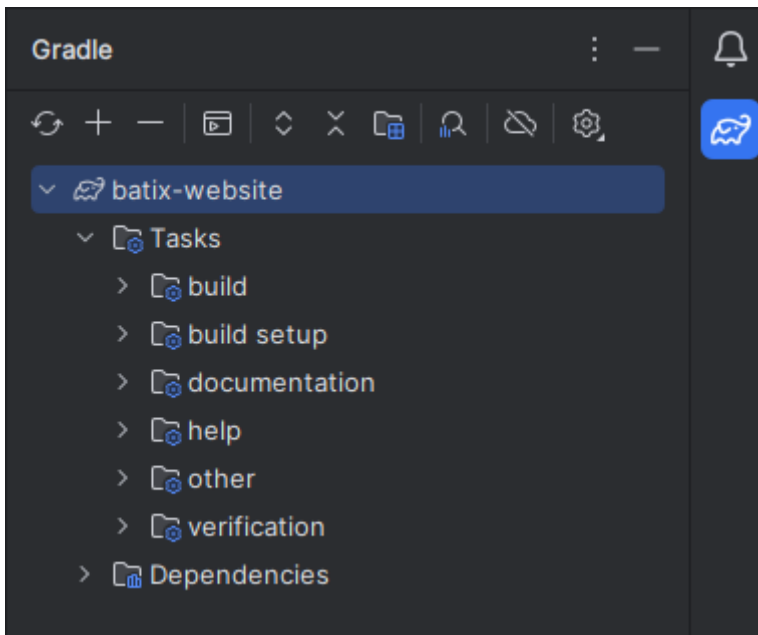 Gradle
batix-website
Tasks
build
build setup
documentation
help
other
verification
Dependencies